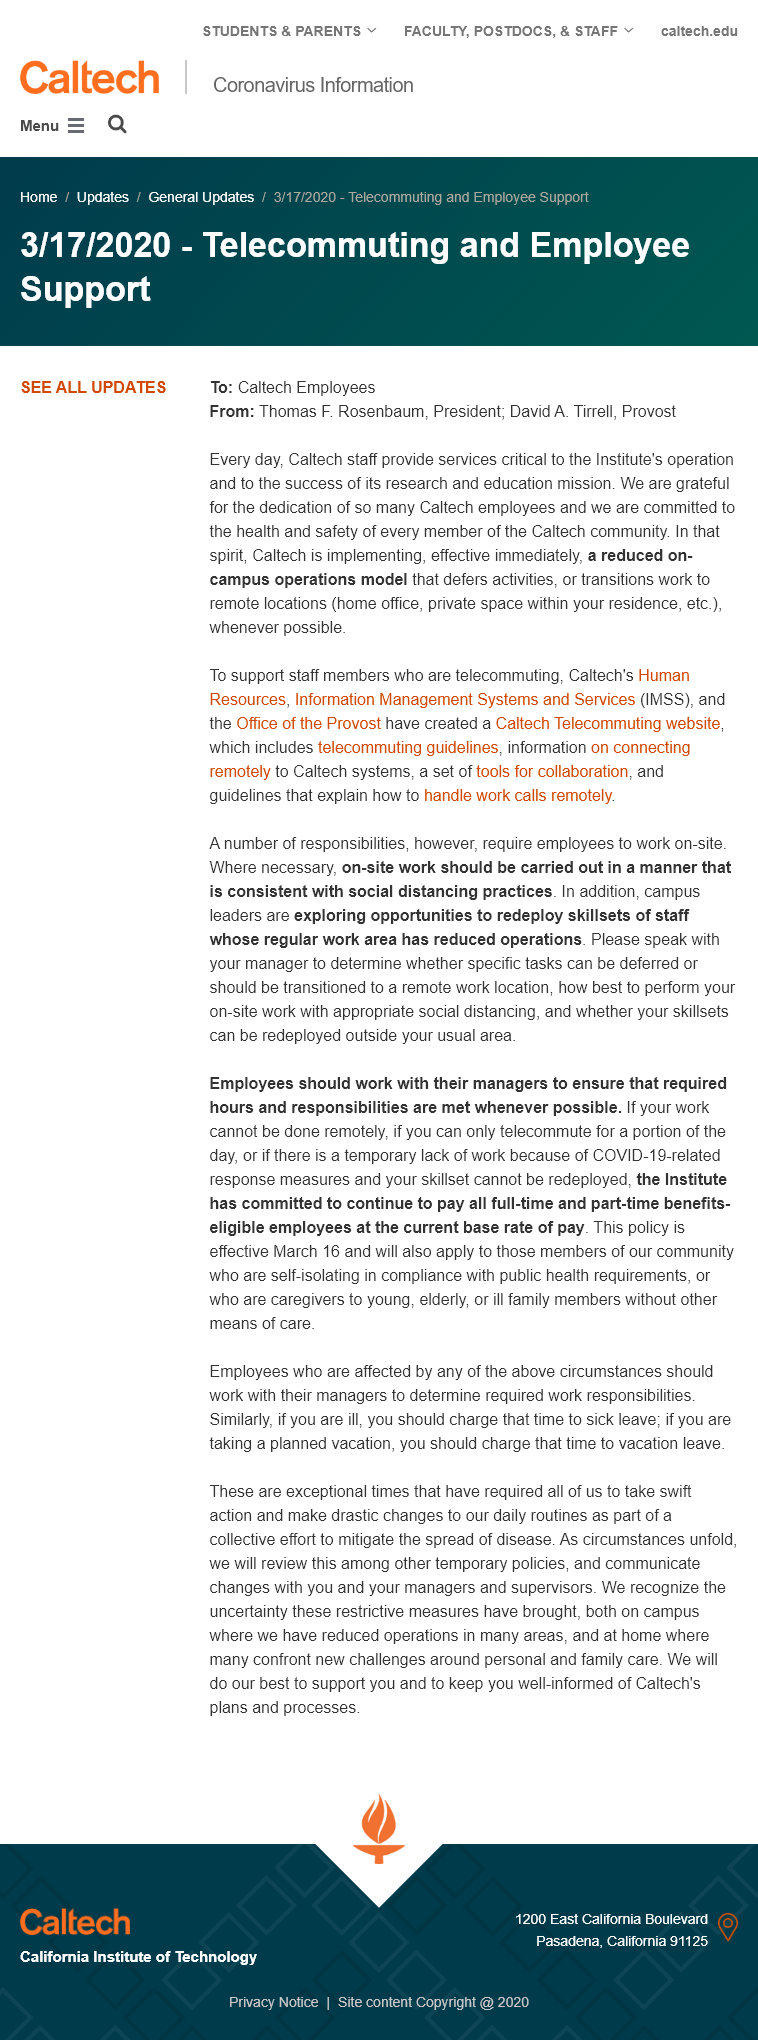 STUDENTS & PARENTS FACULTY, POSTDOCS, & STAFF caltech.edu
Caltech Coronavirus Information
Menu
Home / Updates / General Updates / 3/17/2020 - Telecommuting and Employee Support
3/17/2020 - Telecommuting and Employee
Support
SEE ALL UPDATES
To: Caltech Employees
From: Thomas F. Rosenbaum, President; David A. Tirrell, Provost
Every day, Caltech staff provide services critical to the Institute's operation
and to the success of its research and education mission. We are grateful
for the dedication of so many Caltech employees and we are committed to
the health and safety of every member of the Caltech community. In that
spirit, Caltech is implementing, effective immediately, a reduced on-
campus operations model that defers activities, or transitions work to
remote locations (home office, private space within your residence, etc.),
whenever possible.
To support staff members who are telecommuting, Caltech's Human
Resources, Information Management Systems and Services (IMSS), and
the Office of the Provost have created a Caltech Telecommuting website,
which includes telecommuting guidelines, information on connecting
remotely to Caltech systems, a set of tools for collaboration, and
guidelines that explain how to handle work calls remotely.
A number of responsibilities, however, require employees to work on-site.
Where necessary, on-site work should be carried out in a manner that
is consistent with social distancing practices. In addition, campus
leaders are exploring opportunities to redeploy skillsets of staff
whose regular work area has reduced operations. Please speak with
your manager to determine whether specific tasks can be deferred or
should be transitioned to a remote work location, how best to perform your
on-site work with appropriate social distancing, and whether your skillsets
can be redeployed outside your usual area.
Employees should work with their managers to ensure that required
hours and responsibilities are met whenever possible. If your work
cannot be done remotely, if you can only telecommute for a portion of the
day, or if there is a temporary lack of work because of COVID-19-related
response measures and your skillset cannot be redeployed, the Institute
has committed to continue to pay all full-time and part-time benefits-
eligible employees at the current base rate of pay. This policy is
effective March 16 and will also apply to those members of our community
who are self-isolating in compliance with public health requirements, or
who are caregivers to young, elderly, or ill family members without other
means of care.
Employees who are affected by any of the above circumstances should
work with their managers to determine required work responsibilities.
Similarly, if you are ill, you should charge that time to sick leave; if you are
taking a planned vacation, you should charge that time to vacation leave.
These are exceptional times that have required all of us to take swift
action and make drastic changes to our daily routines as part of a
collective effort to mitigate the spread of disease. As circumstances unfold,
we will review this among other temporary policies, and communicate
changes with you and your managers and supervisors. We recognize the
uncertainty these restrictive measures have brought, both on campus
where we have reduced operations in many areas, and at home where
many confront new challenges around personal and family care. We will
do our best to support you and to keep you well-informed of Caltech's
plans and processes.
Caltech
California Institute of Technology
1200 East California Boulevard
Pasadena, California 91125
Privacy Notice | Site content Copyright @ 2020